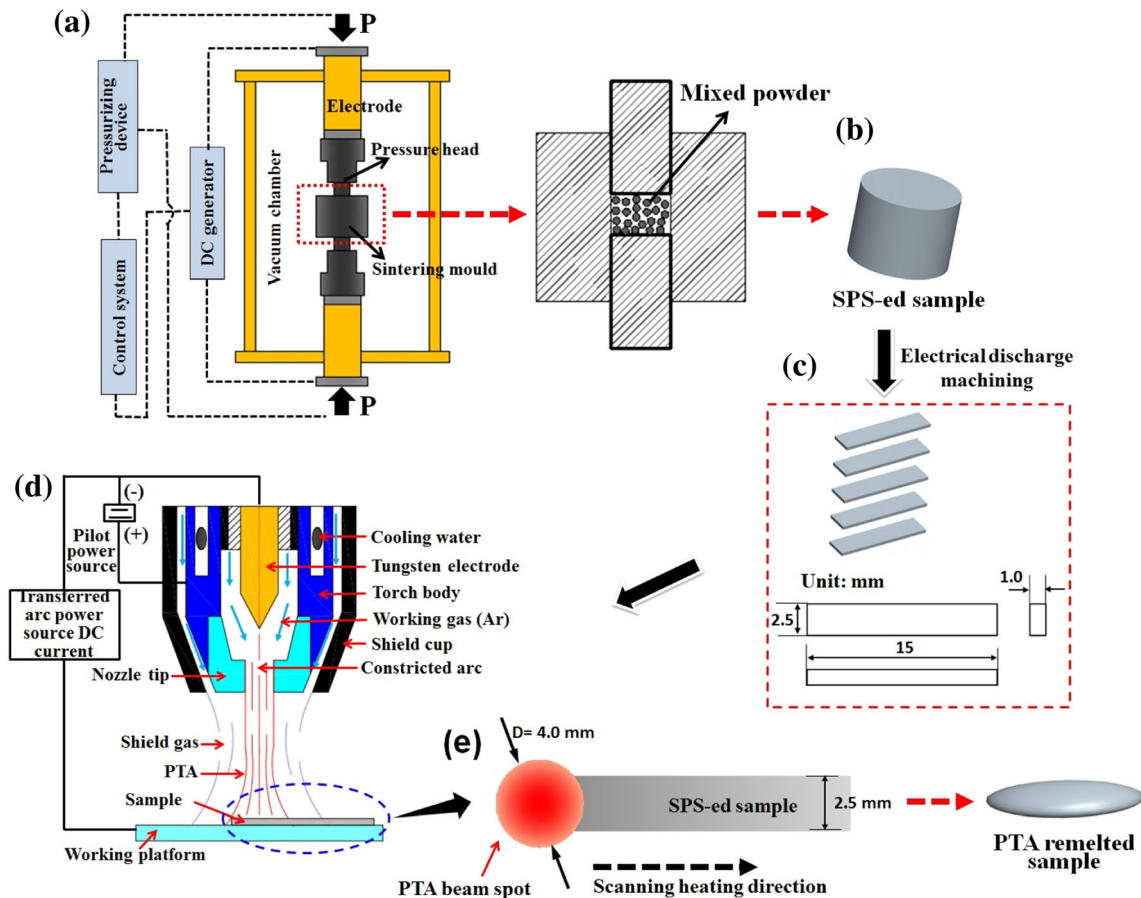 (a)
P
Pressurizing
device
Control system
DC generator
Vacuum chamber
Electrode
Pressure head
Sintering mould
P
Mixed powder
(b)
SPS-ed sample
Electrical discharge
machining
(c)
Unit: mm
1.0
2.5
15
(d)
(-)
(+)
Pilot
power
source
Transferred
arc power
source DC
current
Cooling water
Tungsten electrode
Torch body
Working gas (Ar)
Shield cup
Constricted arc
Nozzle tip
Shield gas
PTA
Sample
Working platform
(e)
D= 4.0 mm
SPS-ed sample
2.5 mm
PTA beam spot
Scanning heating direction
PTA remelted
sample